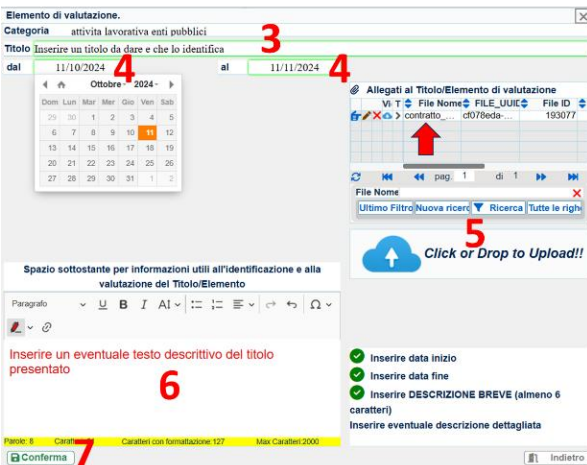 Elemento di valutazione.
Categoria attivita lavorativa enti pubblici
3
Titolo Inserire un titolo da dare e che lo identifica
dal 11/10/2024 4 al 11/11/2024 4
Ottobre 2024
Dom Lun Mar Mer Gio Ven Sab
29 30 1 2 3 4 5
6 7 8 9 10 11 12
13 14 15 16 17 18 19
20 21 22 23 24 25 26
27 28 29 30 31 1 2
Allegati al Titolo/Elemento di valutazione
Vi T File Nome FILE_UUID File ID
contratto_... cf078eda-... 193077
pag. 1 di 1
File Nome
Ultimo Filtro Nuova ricerc Ricerca Tutte le righ
5
Click or Drop to Upload!!
Spazio sottostante per informazioni utili all'identificazione e alla
valutazione del Titolo/Elemento
Paragrafo U B I AI Ω
Inserire un eventuale testo descrittivo del titolo
presentato
6
Inserire data inizio
Inserire data fine
Inserire DESCRIZIONE BREVE (almeno 6
caratteri)
Inserire eventuale descrizione dettagliata
Parole: 8 Caratteri con formattazione:127 Max Caratteri:2000
7
Conferma
Indietro